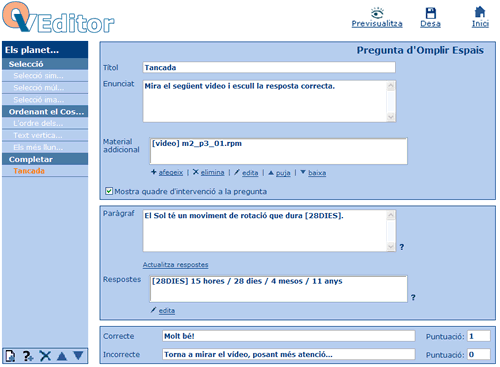 QVEditor
Previsualitza
Desa
Inici
Els planet...
Selecció
Selecció sim...
Selecció múl...
Selecció ima...
Ordenant el Cos...
L'ordre dels...
Text vertica...
Els més llun...
Completar
Tancada
Pregunta d'Omplir Espais
Títol
Tancada
Enunciat
Mira el següent video i escull la resposta correcta.
Material addicional
[video] m2_p3_01.rpm
afegeix | elimina | edita | puja | baixa
Mostra quadre d'intervenció a la pregunta
Paràgraf
El Sol té un moviment de rotació que dura [28DIES].
?
Actualitza respostes
Respostes
[28DIES] 15 hores / 28 dies / 4 mesos / 11 anys
?
edita
Correcte
Molt bé!
Puntuació: 1
Incorrecte
Torna a mirar el vídeo, posant més atenció...
Puntuació: 0